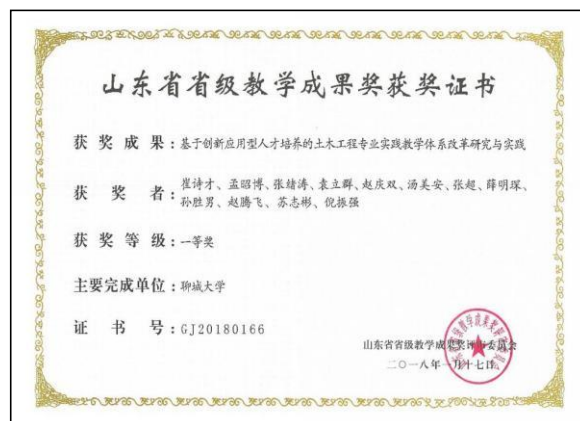 山东省省级教学成果奖获奖证书
获奖成果：基于创新应用型人才培养的土木工程专业实践教学体系改革研究与实践
获奖者：崔诗才、孟昭博、张绪涛、袁立群、赵庆双、汤美安、张超、薛明琛、
孙胜男、赵腾飞、苏志彬、倪振强
获奖等级：一等奖
主要完成单位：聊城大学
证书号：GJ20180166
山东省省级教学成果奖评审委员会
二〇一八年一月十七日